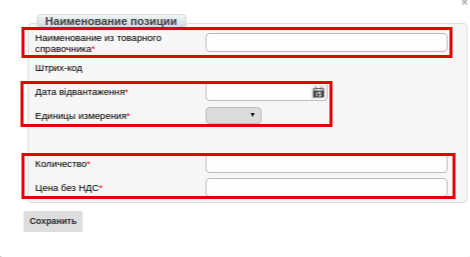 Наименование позиции
Наименование из товарного
справочника*
Штрих-код
Дата відвантаження*
Единицы измерения*
Количество*
Цена без НДС*
Сохранить